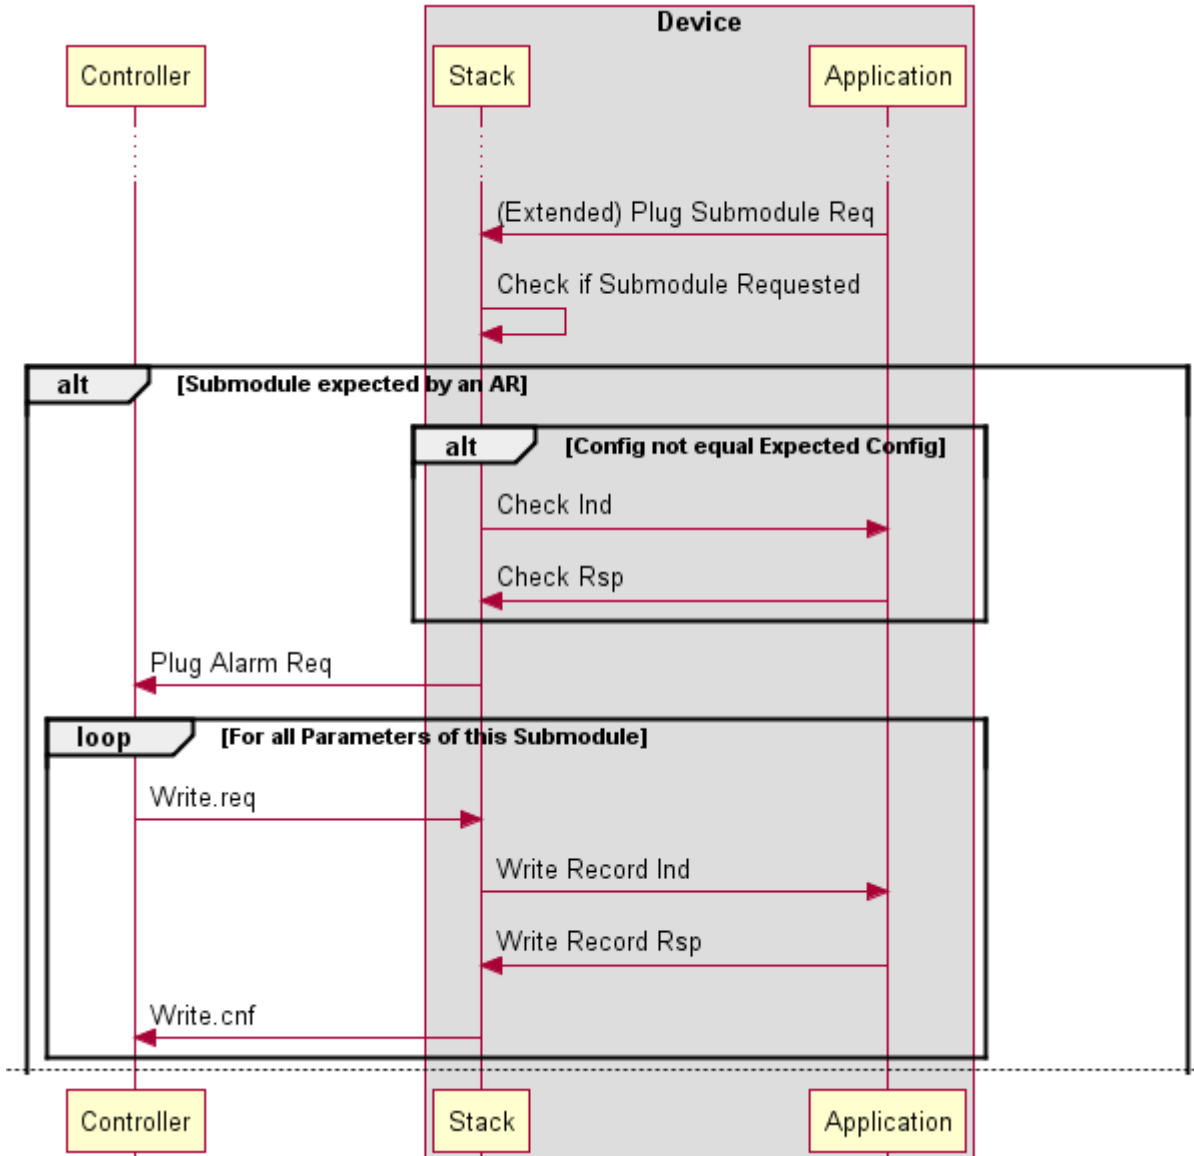 Device
Controller
Stack
Application
(Extended) Plug Submodule Req
Check if Submodule Requested
alt [Submodule expected by an AR]
alt [Config not equal Expected Config]
Check Ind
Check Rsp
Plug Alarm Req
loop [For all Parameters of this Submodule]
Write.req
Write Record Ind
Write Record Rsp
Write.cnf
Controller
Stack
Application